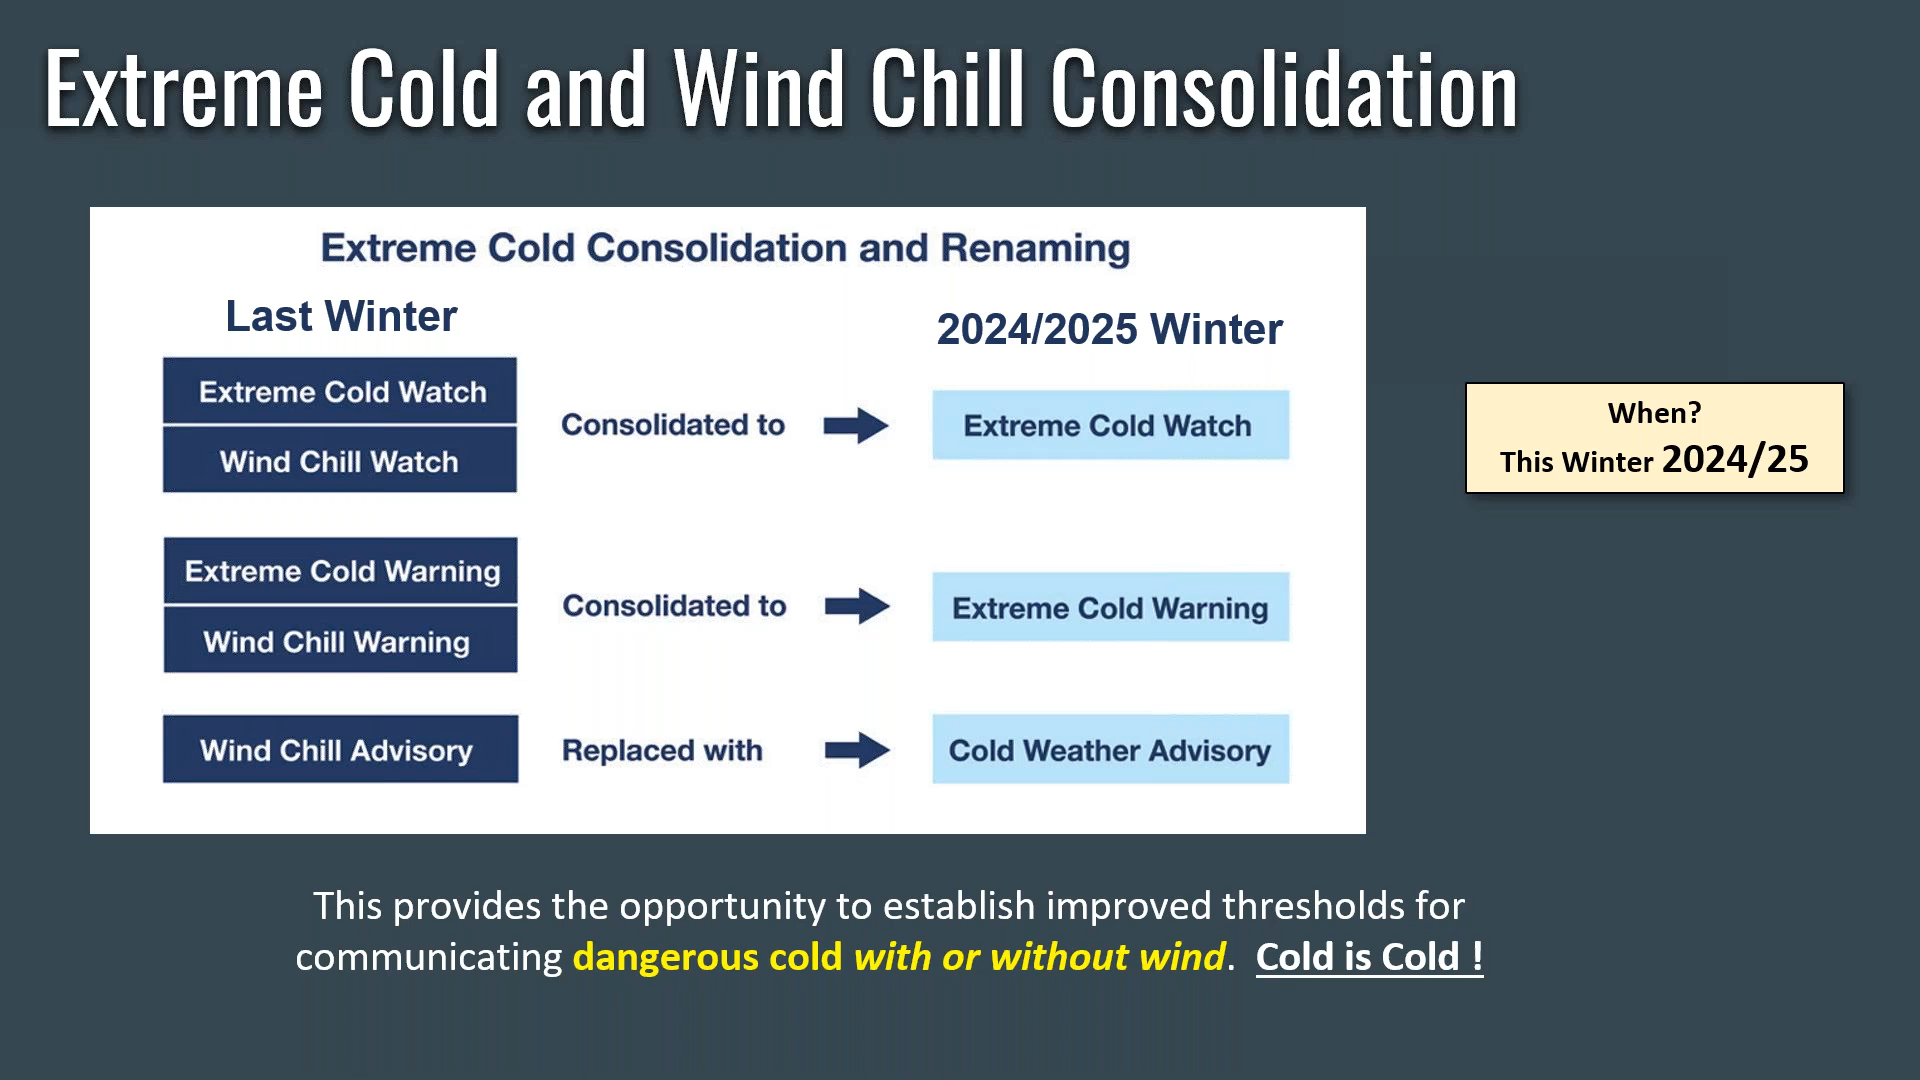 Extreme Cold and Wind Chill Consolidation
Extreme Cold Consolidation and Renaming
Last Winter
2024/2025 Winter
Extreme Cold Watch
Wind Chill Watch
Consolidated to
Extreme Cold Watch
Extreme Cold Warning
Wind Chill Warning
Consolidated to
Extreme Cold Warning
Wind Chill Advisory
Replaced with
Cold Weather Advisory
When?
This Winter 2024/25
This provides the opportunity to establish improved thresholds for
communicating dangerous cold with or without wind. Cold is Cold !